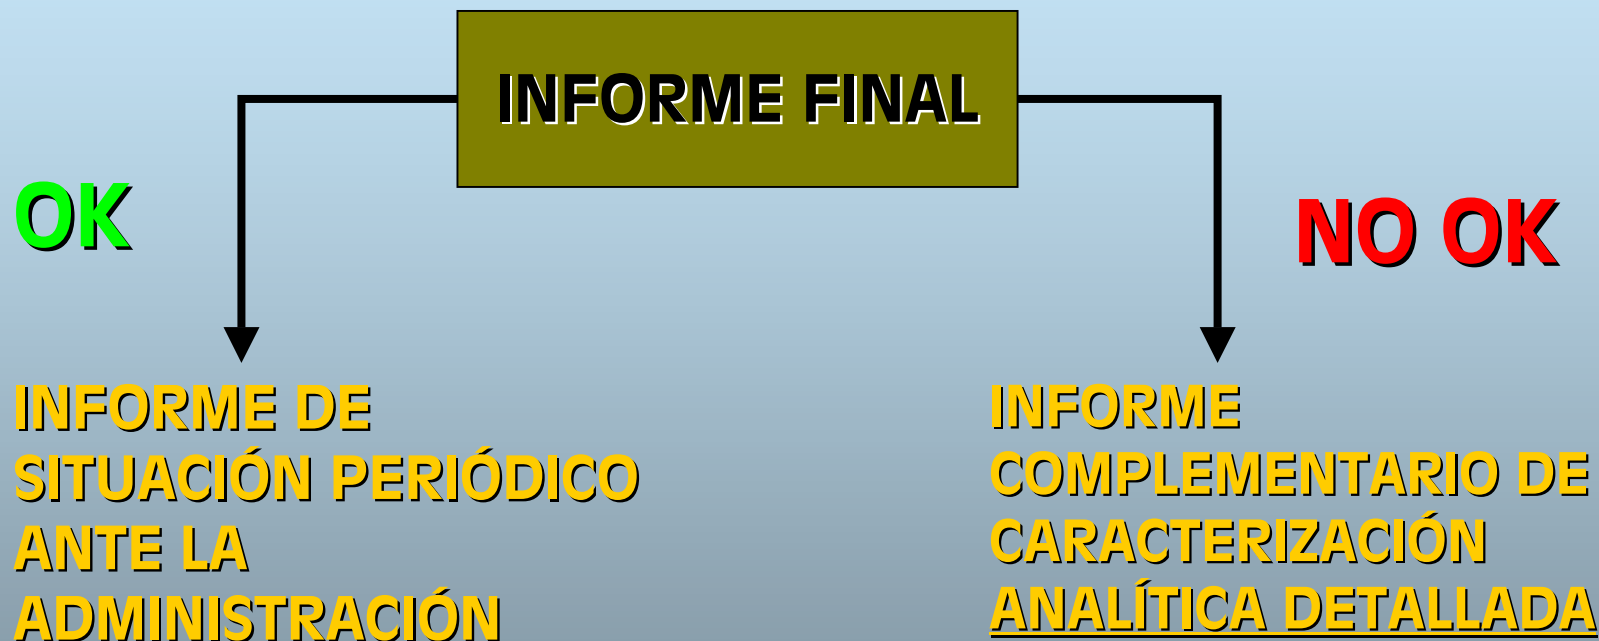 INFORME FINAL
OK
NO OK
INFORME DE
SITUACIÓN PERIÓDICO
ANTE LA
ADMINISTRACIÓN
INFORME
COMPLEMENTARIO DE
CARACTERIZACIÓN
ANALÍTICA DETALLADA